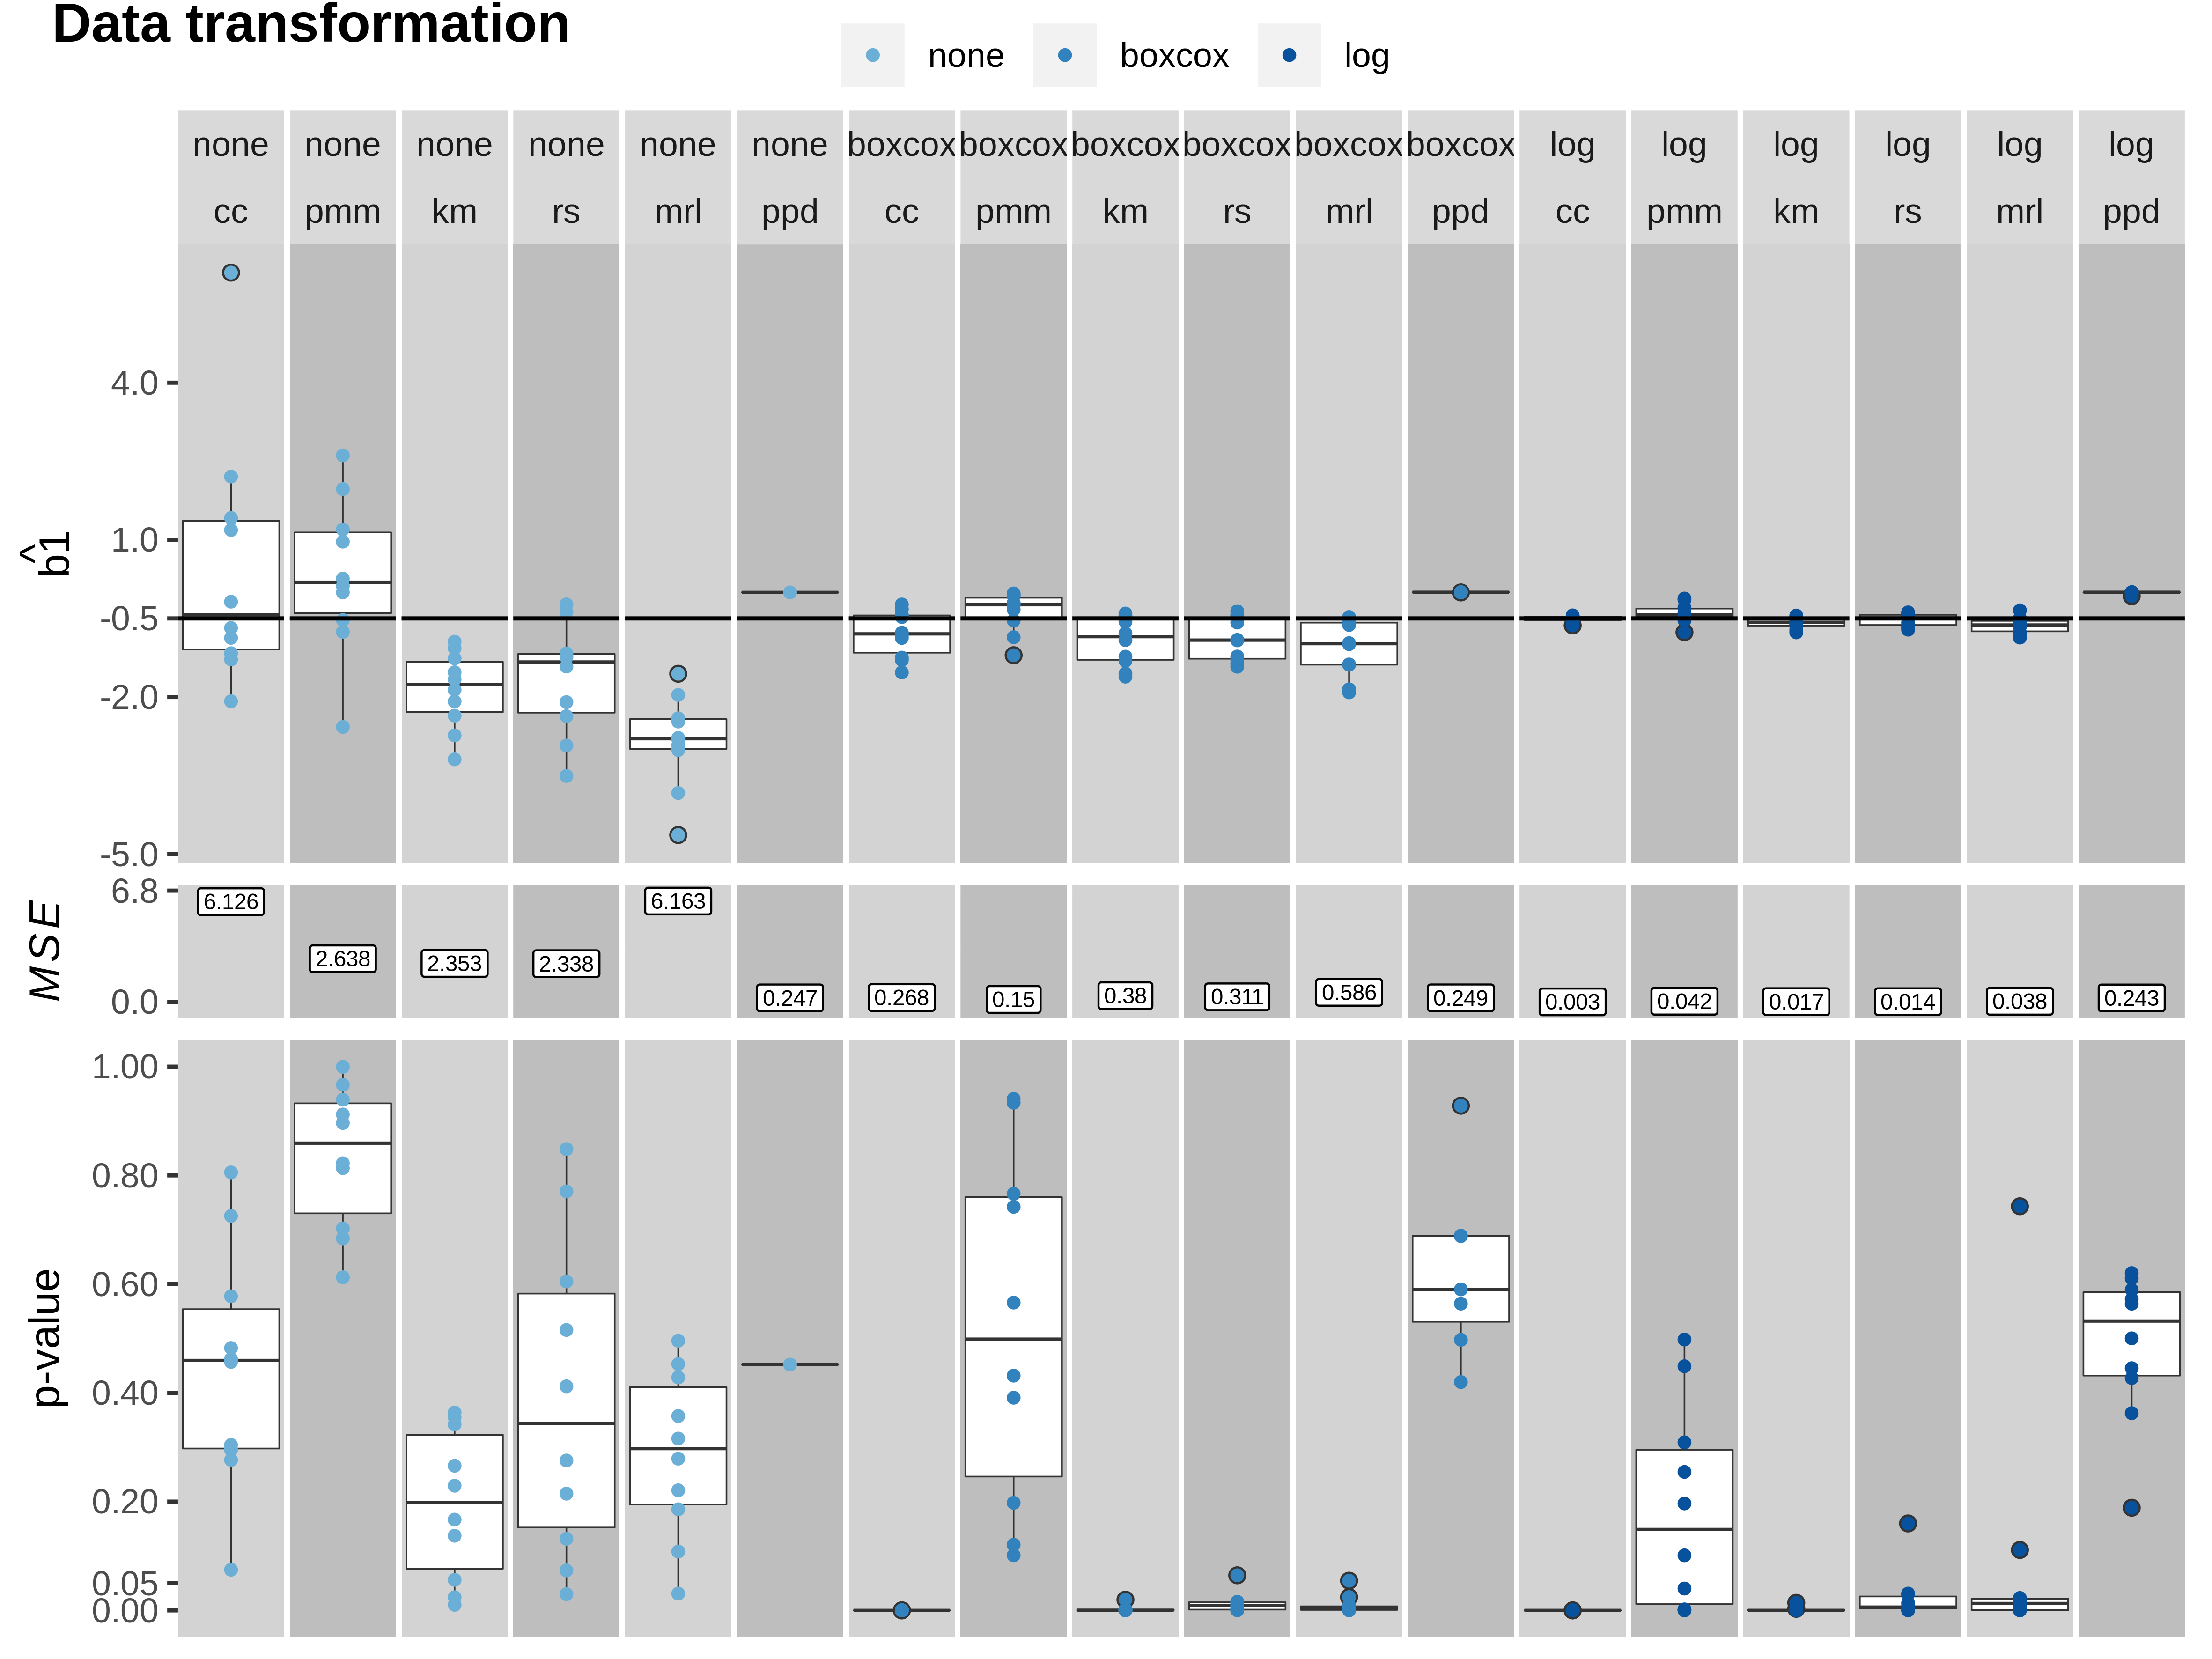 Data transformation
none boxcox log
none none none none none none boxcox boxcox boxcox boxcox boxcox boxcox log log log log log log
cc pmm km rs mrl ppd cc pmm km rs mrl ppd cc pmm km rs mrl ppd
b̂1
4.0
1.0
-0.5
-2.0
-5.0
MSE
6.8
0.0
6.126 2.638 2.353 2.338 6.163 0.247 0.268 0.15 0.38 0.311 0.586 0.249 0.003 0.042 0.017 0.014 0.038 0.243
p-value
1.00
0.80
0.60
0.40
0.20
0.05
0.00